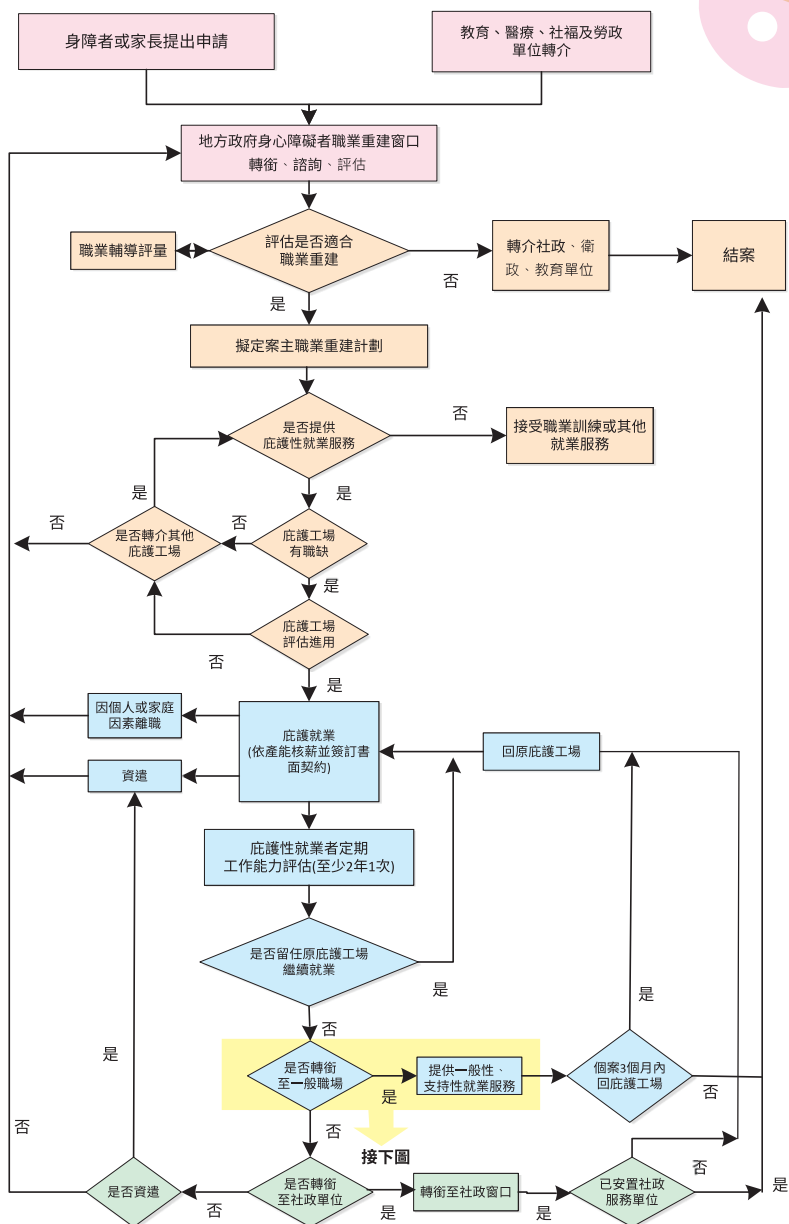 身障者或家長提出申請
教育、醫療、社福及勞政
單位轉介
地方政府身心障礙者職業重建窗口
轉銜、諮詢、評估
職業輔導評量
評估是否適合
職業重建
否
轉介社政、衛
政、教育單位
結案
是
擬定案主職業重建計劃
是否提供
庇護性就業服務
否
接受職業訓練或其他
就業服務
是
是
否
是否轉介其他
庇護工場
否
庇護工場
有職缺
是
庇護工場
評估進用
否
是
因個人或家庭
因素離職
庇護就業
(依產能核薪並簽訂書
面契約)
回原庇護工場
資遣
庇護性就業者定期
工作能力評估(至少2年1次)
是否留任原庇護工場
繼續就業
是
是
否
是
是否轉銜
至一般職場
是
提供一般性、
支持性就業服務
個案3個月內
回庇護工場
否
否
否
接下圖
是否資遣
否
是否轉銜
至社政單位
是
轉銜至社政窗口
是
已安置社政
服務單位
否
是